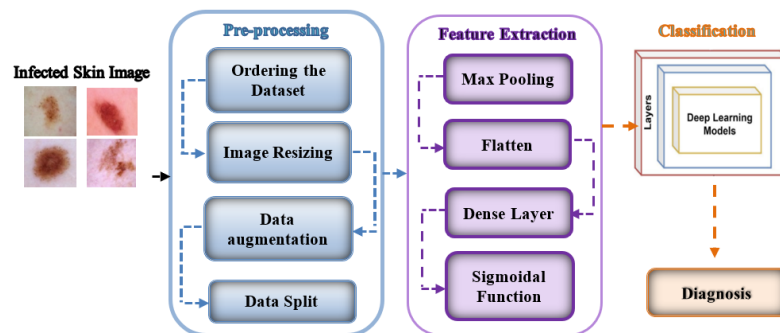 Infected Skin Image
Pre-processing
Ordering the
Dataset
Image Resizing
Data
augmentation
Data Split
Feature Extraction
Max Pooling
Flatten
Dense Layer
Sigmoidal
Function
Classification
Layers
Deep Learning
Models
Diagnosis